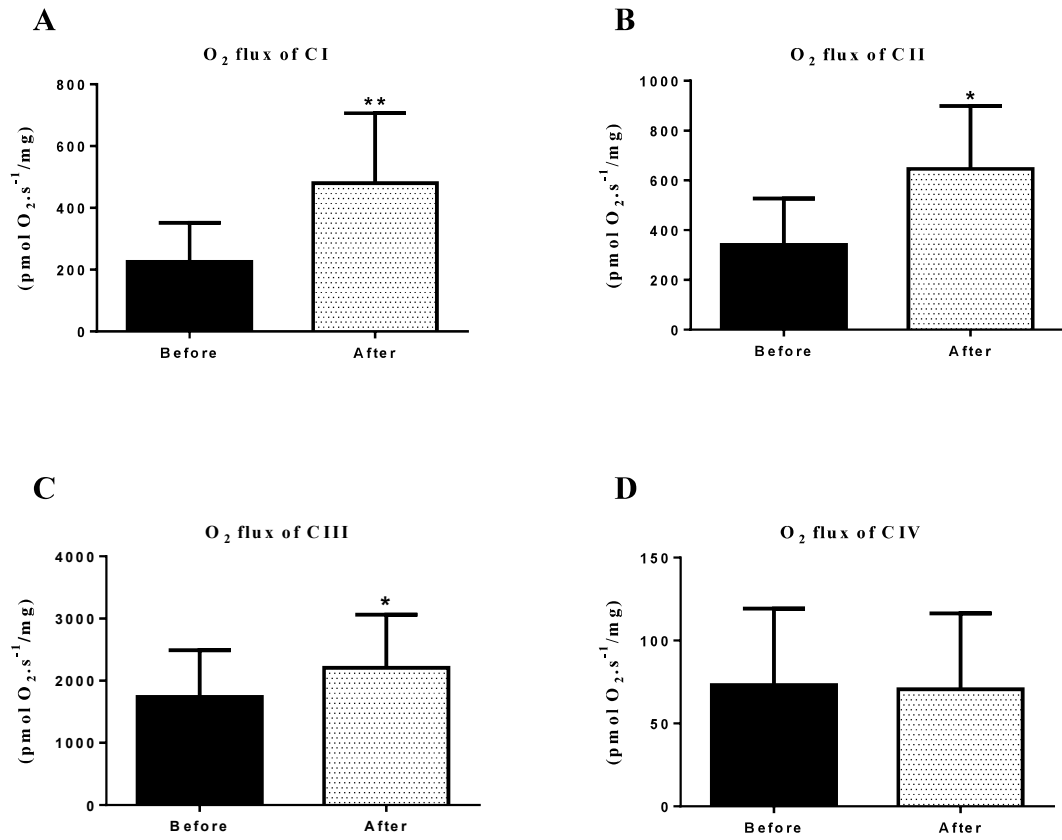 A
O₂ flux of CI
(pmol O₂.s⁻¹/mg)
800
600
400
200
0
**
Before
After
B
O₂ flux of CII
(pmol O₂.s⁻¹/mg)
1000
800
600
400
200
0
*
Before
After
C
O₂ flux of CIII
(pmol O₂.s⁻¹/mg)
4000
3000
2000
1000
0
*
Before
After
D
O₂ flux of CIV
(pmol O₂.s⁻¹/mg)
150
100
50
0
Before
After